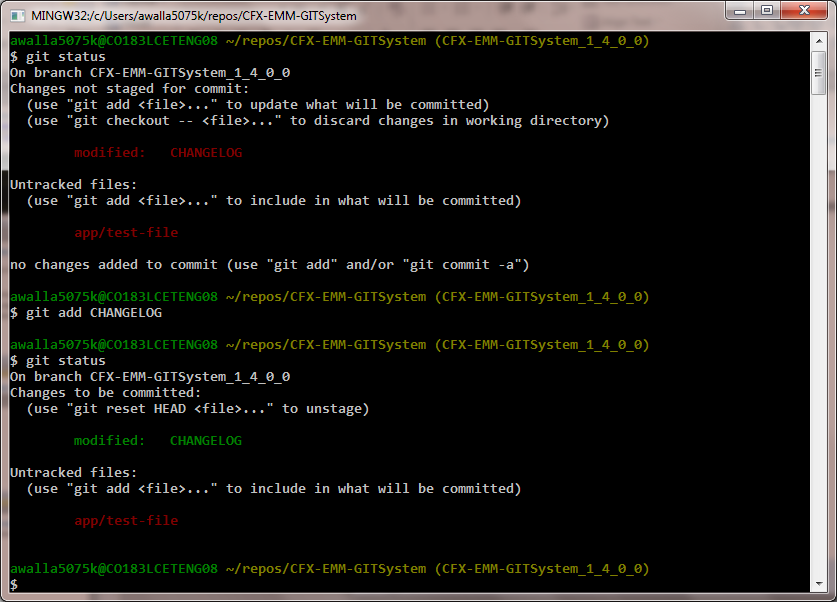 MINGW32:/c/Users/awalla5075k/repos/CFX-EMM-GITSystem
awalla5075k@CO183LCETENG08 ~/repos/CFX-EMM-GITSystem (CFX-EMM-GITSystem_1_4_0_0)
$ git status
On branch CFX-EMM-GITSystem_1_4_0_0
Changes not staged for commit:
  (use "git add <file>..." to update what will be committed)
  (use "git checkout -- <file>..." to discard changes in working directory)
        modified:   CHANGELOG
Untracked files:
  (use "git add <file>..." to include in what will be committed)
        app/test-file
no changes added to commit (use "git add" and/or "git commit -a")
awalla5075k@CO183LCETENG08 ~/repos/CFX-EMM-GITSystem (CFX-EMM-GITSystem_1_4_0_0)
$ git add CHANGELOG
awalla5075k@CO183LCETENG08 ~/repos/CFX-EMM-GITSystem (CFX-EMM-GITSystem_1_4_0_0)
$ git status
On branch CFX-EMM-GITSystem_1_4_0_0
Changes to be committed:
  (use "git reset HEAD <file>..." to unstage)
        modified:   CHANGELOG
Untracked files:
  (use "git add <file>..." to include in what will be committed)
        app/test-file
awalla5075k@CO183LCETENG08 ~/repos/CFX-EMM-GITSystem (CFX-EMM-GITSystem_1_4_0_0)
$